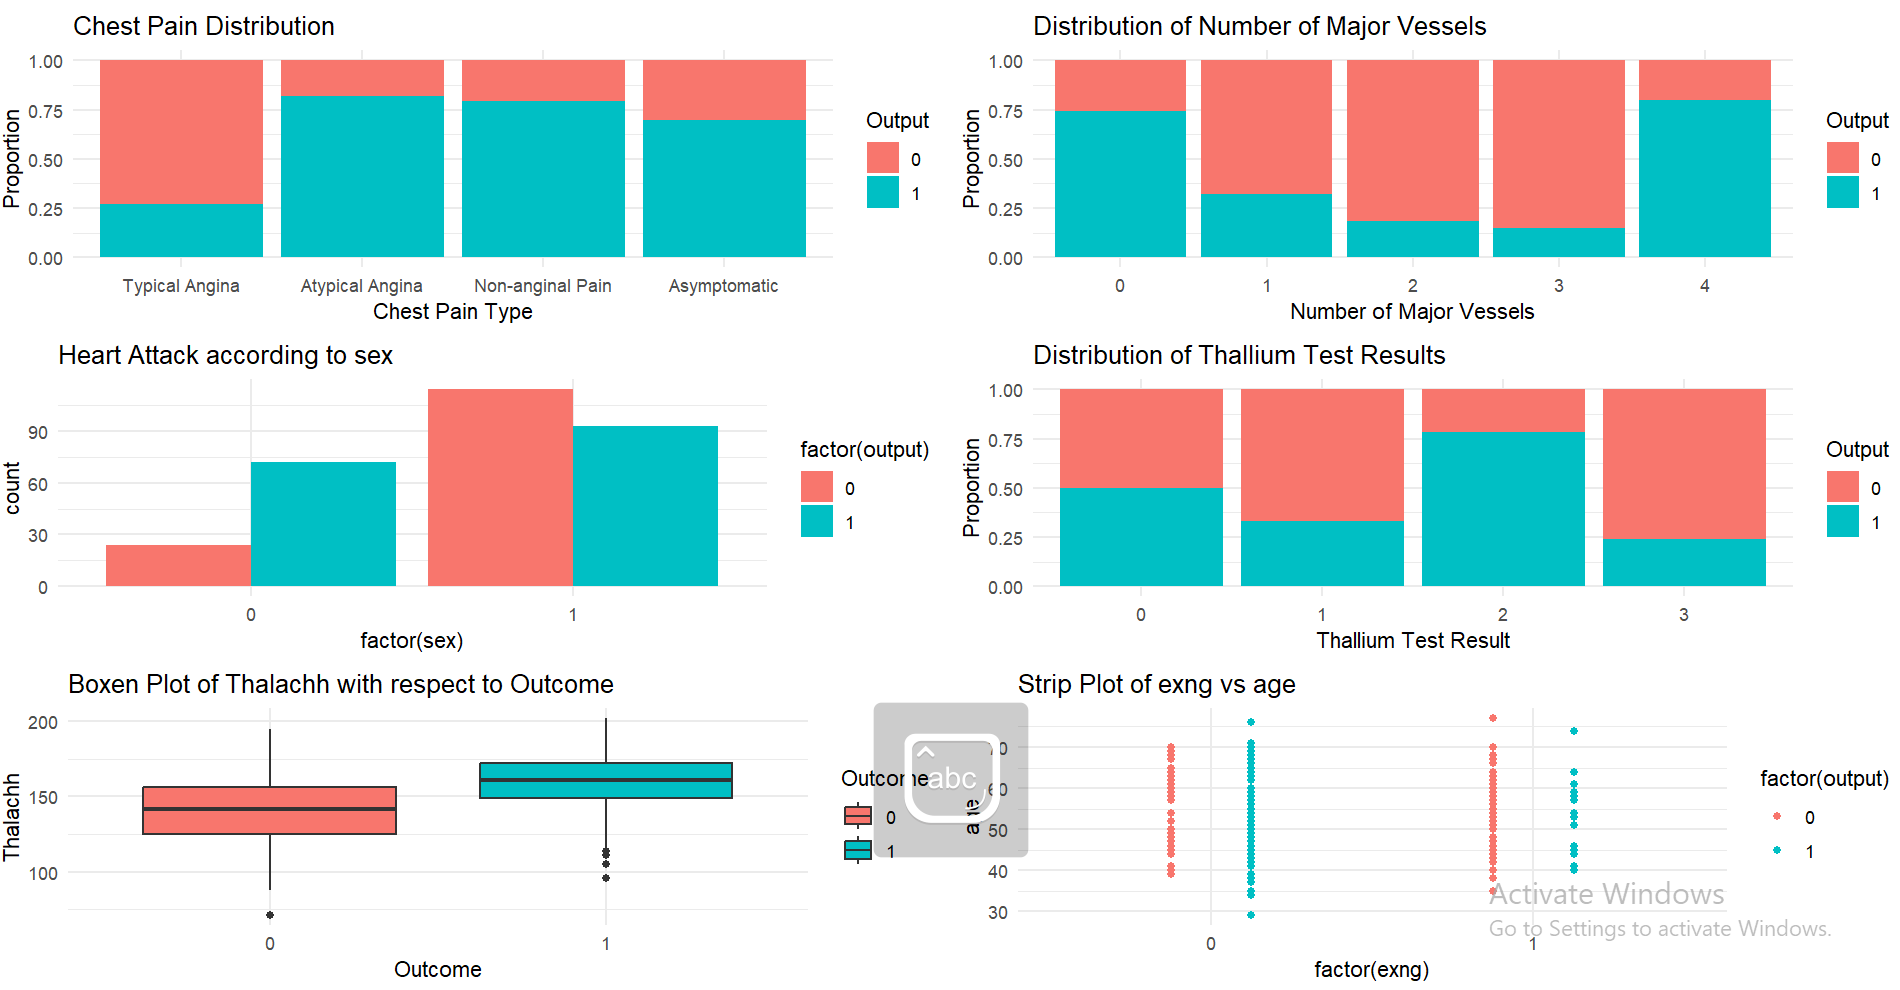 Chest Pain Distribution
Proportion
1.00
0.75
0.50
0.25
0.00
Typical Angina Atypical Angina Non-anginal Pain Asymptomatic
Chest Pain Type
Output
0
1
Distribution of Number of Major Vessels
Proportion
1.00
0.75
0.50
0.25
0.00
0 1 2 3 4
Number of Major Vessels
Output
0
1
Heart Attack according to sex
count
90
60
30
0
0 1
factor(sex)
factor(output)
0
1
Distribution of Thallium Test Results
Proportion
1.00
0.75
0.50
0.25
0.00
0 1 2 3
Thallium Test Result
Output
0
1
Boxen Plot of Thalachh with respect to Outcome
Thalachh
200
150
100
0 1
Outcome
Outcome
0
1
abc
Strip Plot of exng vs age
age
70
60
50
40
30
0 1
factor(exng)
factor(output)
0
1
Activate Windows
Go to Settings to activate Windows.